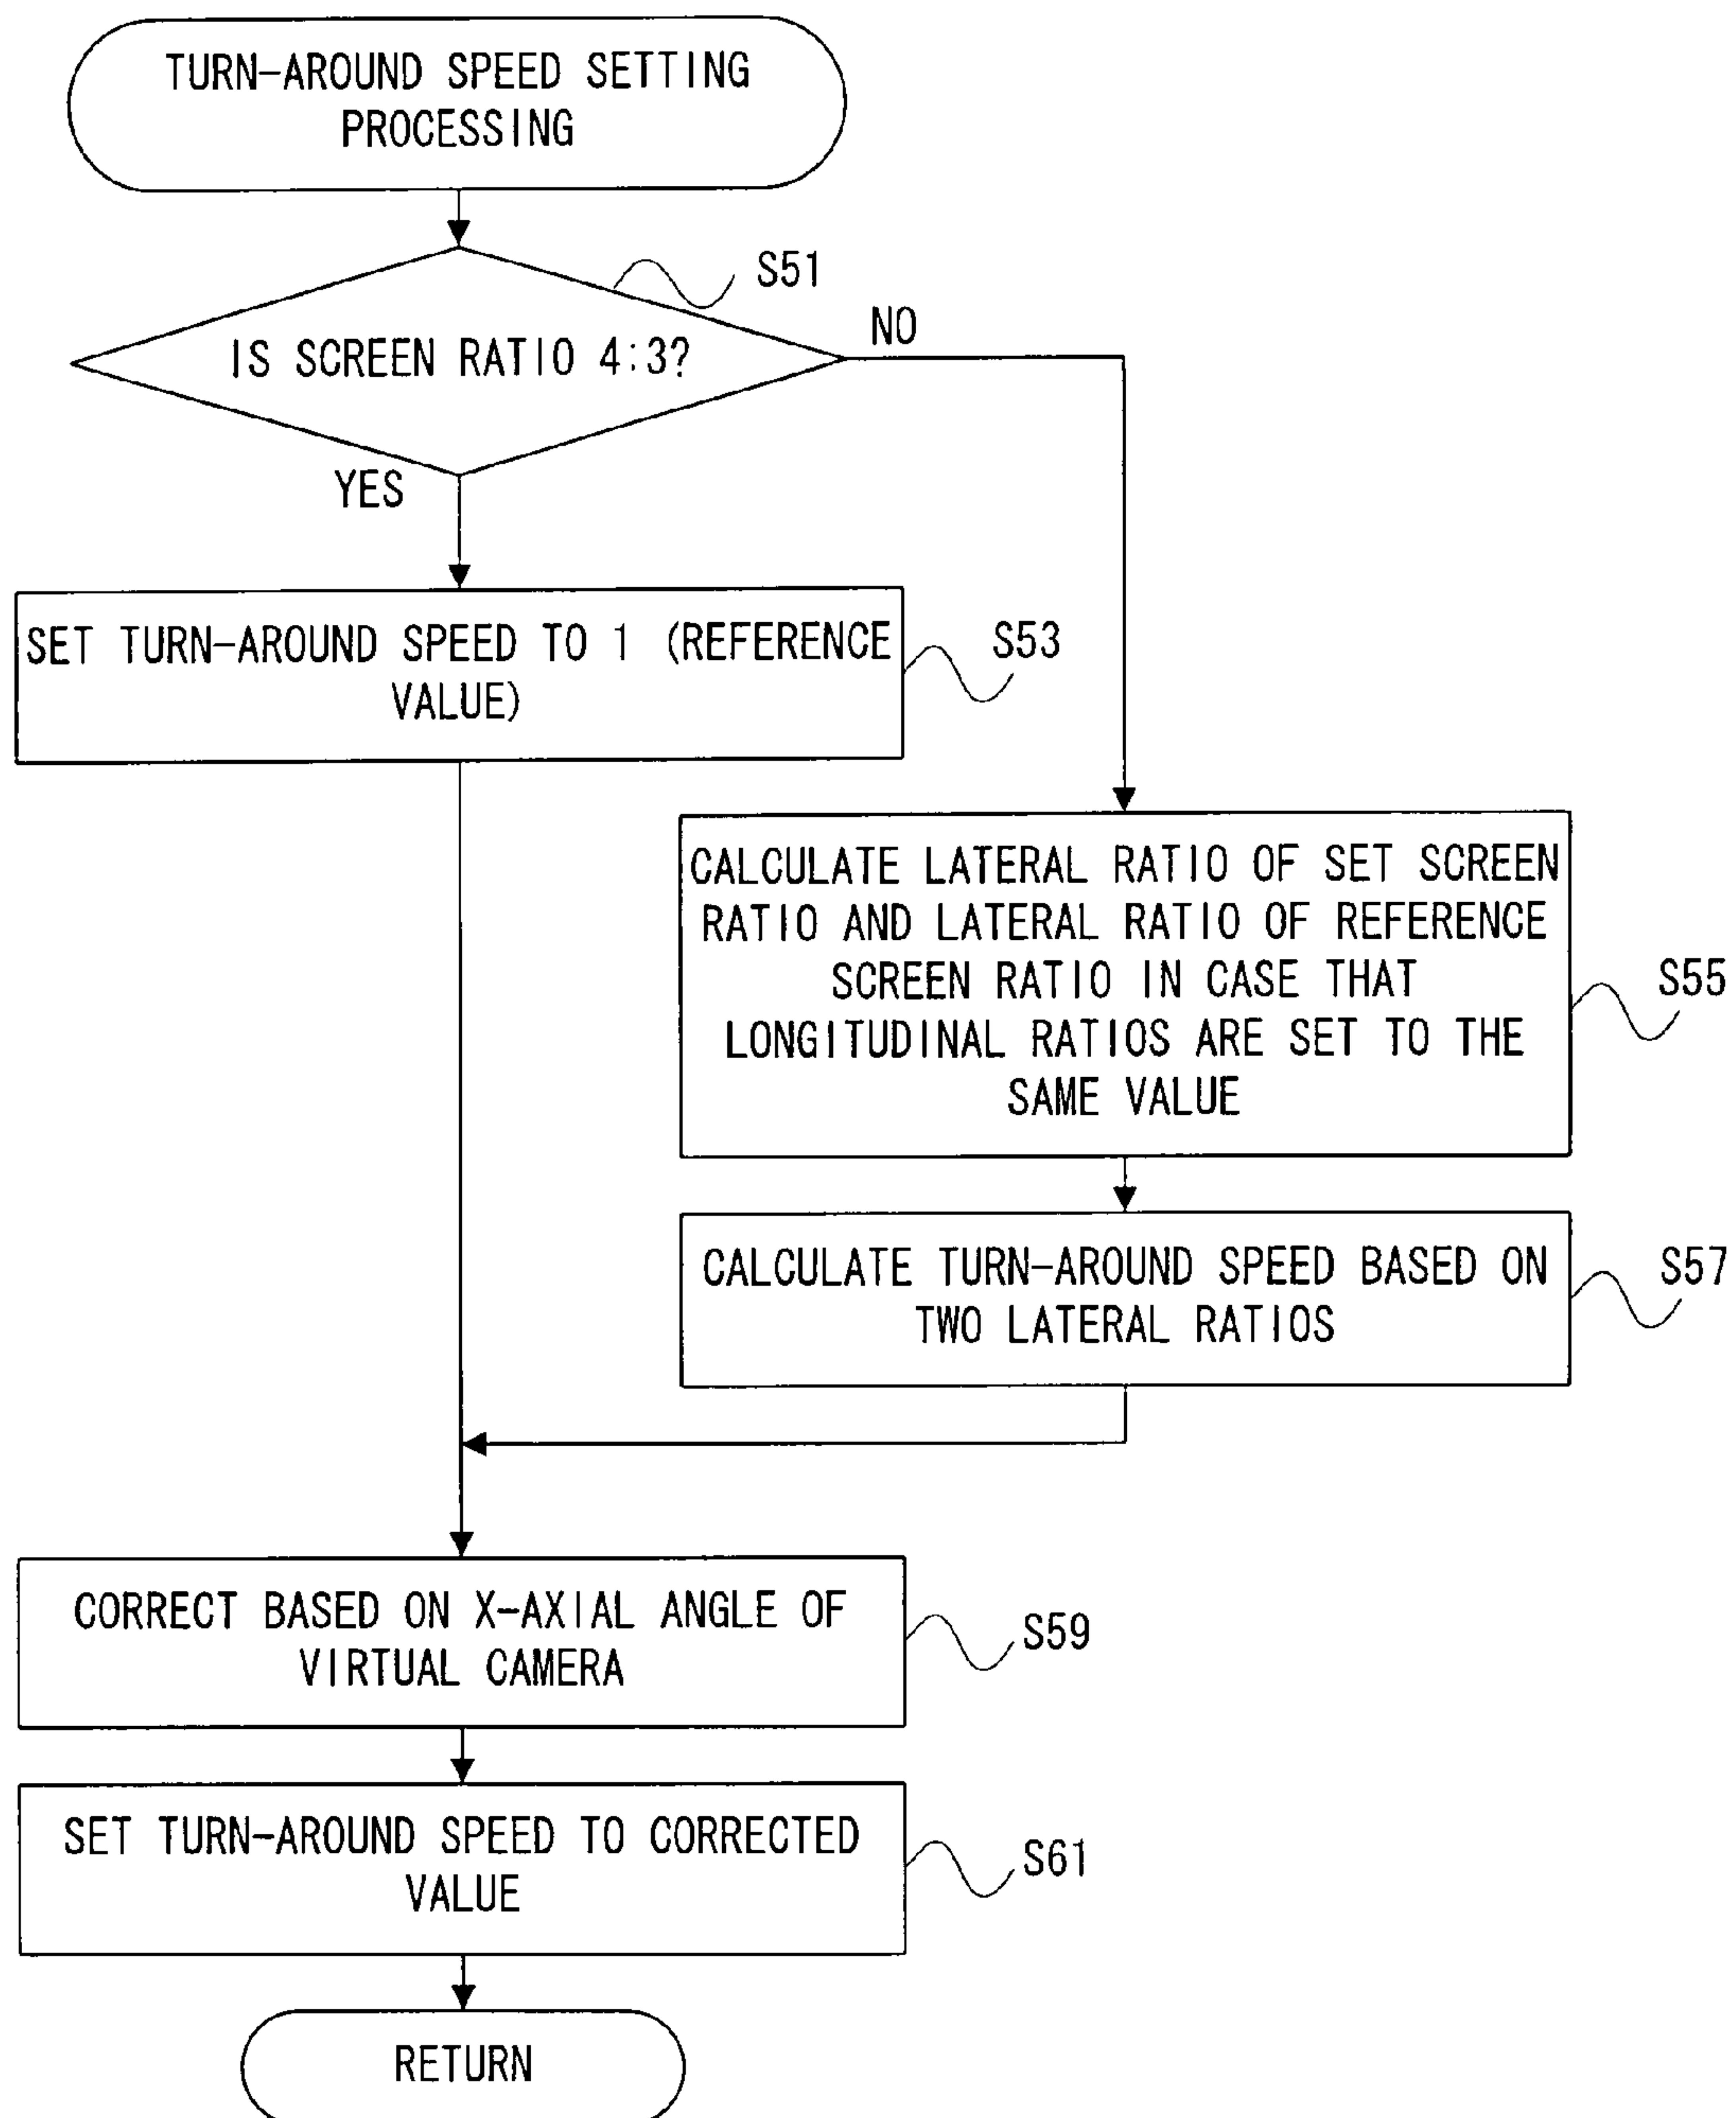 TURN-AROUND SPEED SETTING
PROCESSING
S51
IS SCREEN RATIO 4:3?
NO
YES
SET TURN-AROUND SPEED TO 1 (REFERENCE
VALUE)
S53
CALCULATE LATERAL RATIO OF SET SCREEN
RATIO AND LATERAL RATIO OF REFERENCE
SCREEN RATIO IN CASE THAT
LONGITUDINAL RATIOS ARE SET TO THE
SAME VALUE
S55
CALCULATE TURN-AROUND SPEED BASED ON
TWO LATERAL RATIOS
S57
CORRECT BASED ON X-AXIAL ANGLE OF
VIRTUAL CAMERA
S59
SET TURN-AROUND SPEED TO CORRECTED
VALUE
S61
RETURN